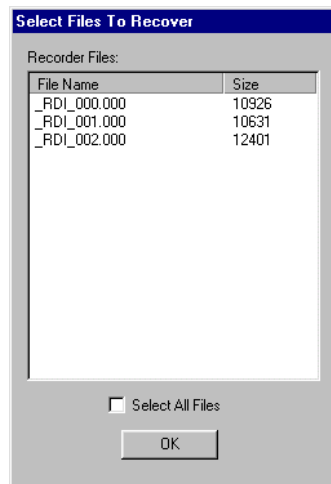 Select Files To Recover
Recorder Files:
File Name Size
_RDI_000.000 10926
_RDI_001.000 10631
_RDI_002.000 12401
Select All Files
OK